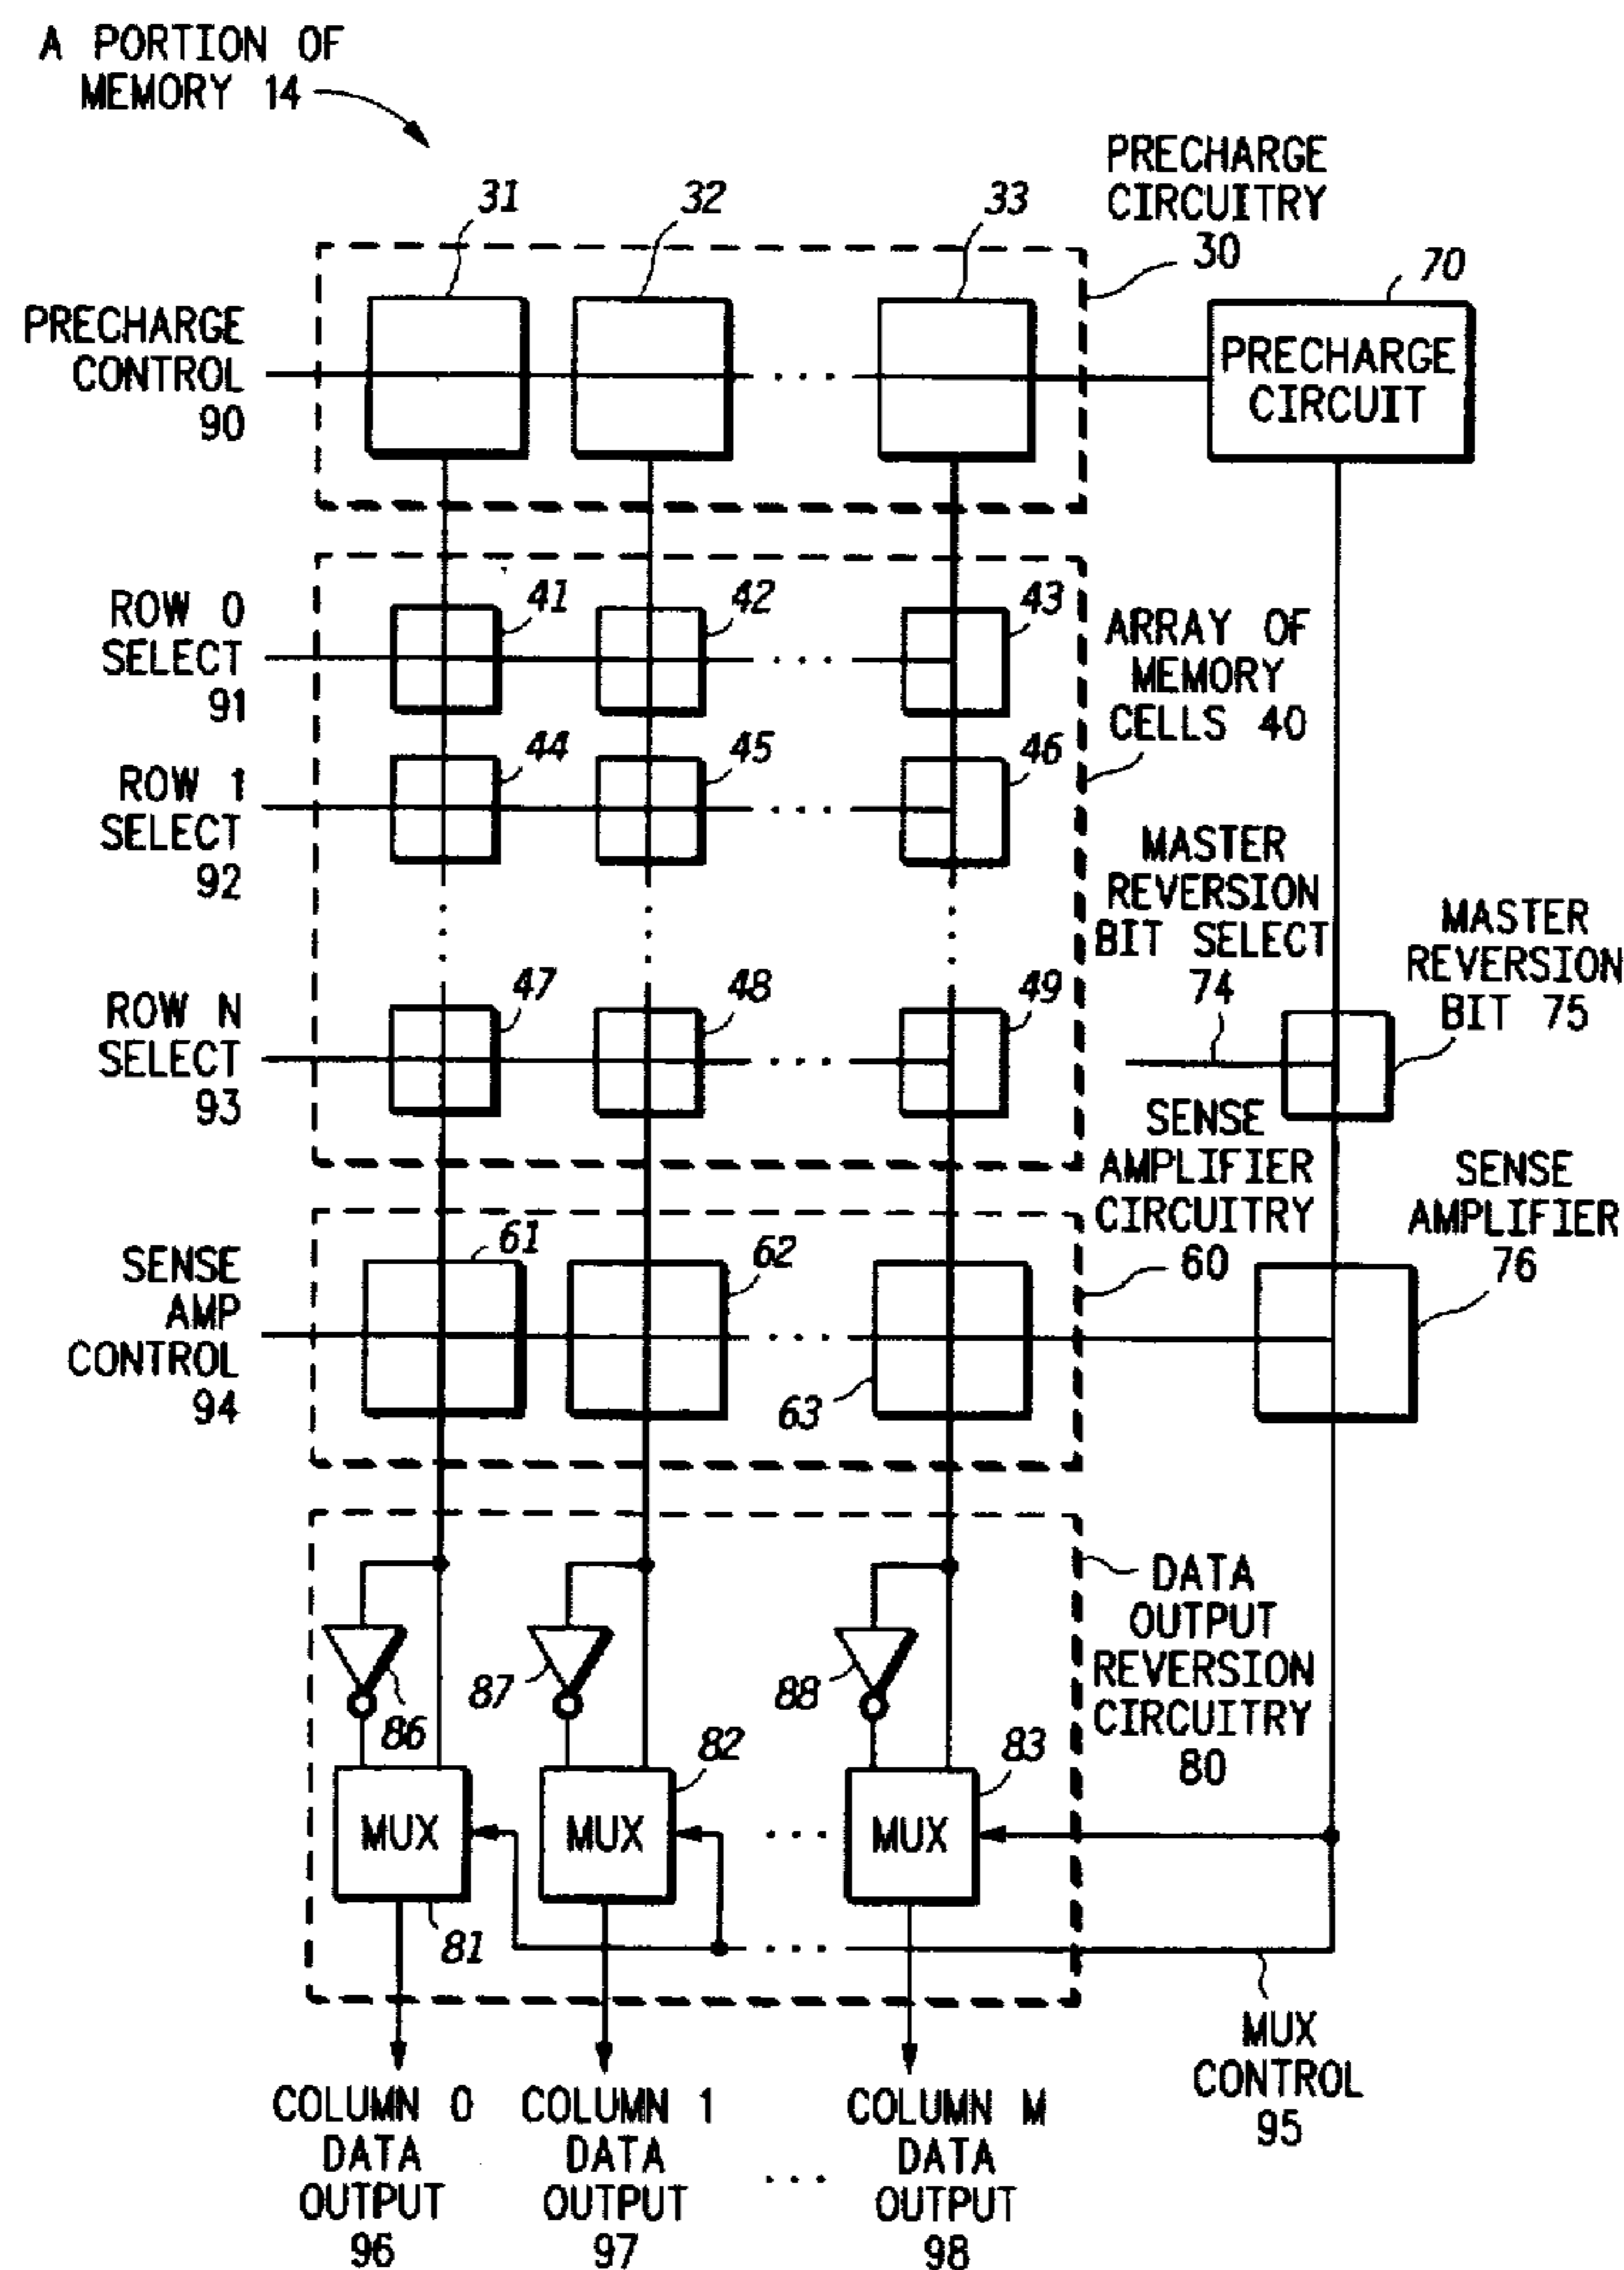 A PORTION OF
MEMORY 14
PRECHARGE
CIRCUITRY
30
31
32
33
70
PRECHARGE
CONTROL
90
PRECHARGE
CIRCUIT
ROW 0
SELECT
91
41
42
43
ARRAY OF
MEMORY
CELLS 40
ROW 1
SELECT
92
44
45
46
MASTER
REVERSION
BIT SELECT
74
MASTER
REVERSION
BIT 75
ROW N
SELECT
93
47
48
49
SENSE
AMPLIFIER
CIRCUITRY
60
SENSE
AMPLIFIER
76
SENSE
AMP
CONTROL
94
61
62
63
DATA
OUTPUT
REVERSION
CIRCUITRY
80
86
87
88
82
83
MUX
MUX
MUX
81
MUX
CONTROL
95
COLUMN 0
DATA
OUTPUT
96
COLUMN 1
DATA
OUTPUT
97
COLUMN M
DATA
OUTPUT
98